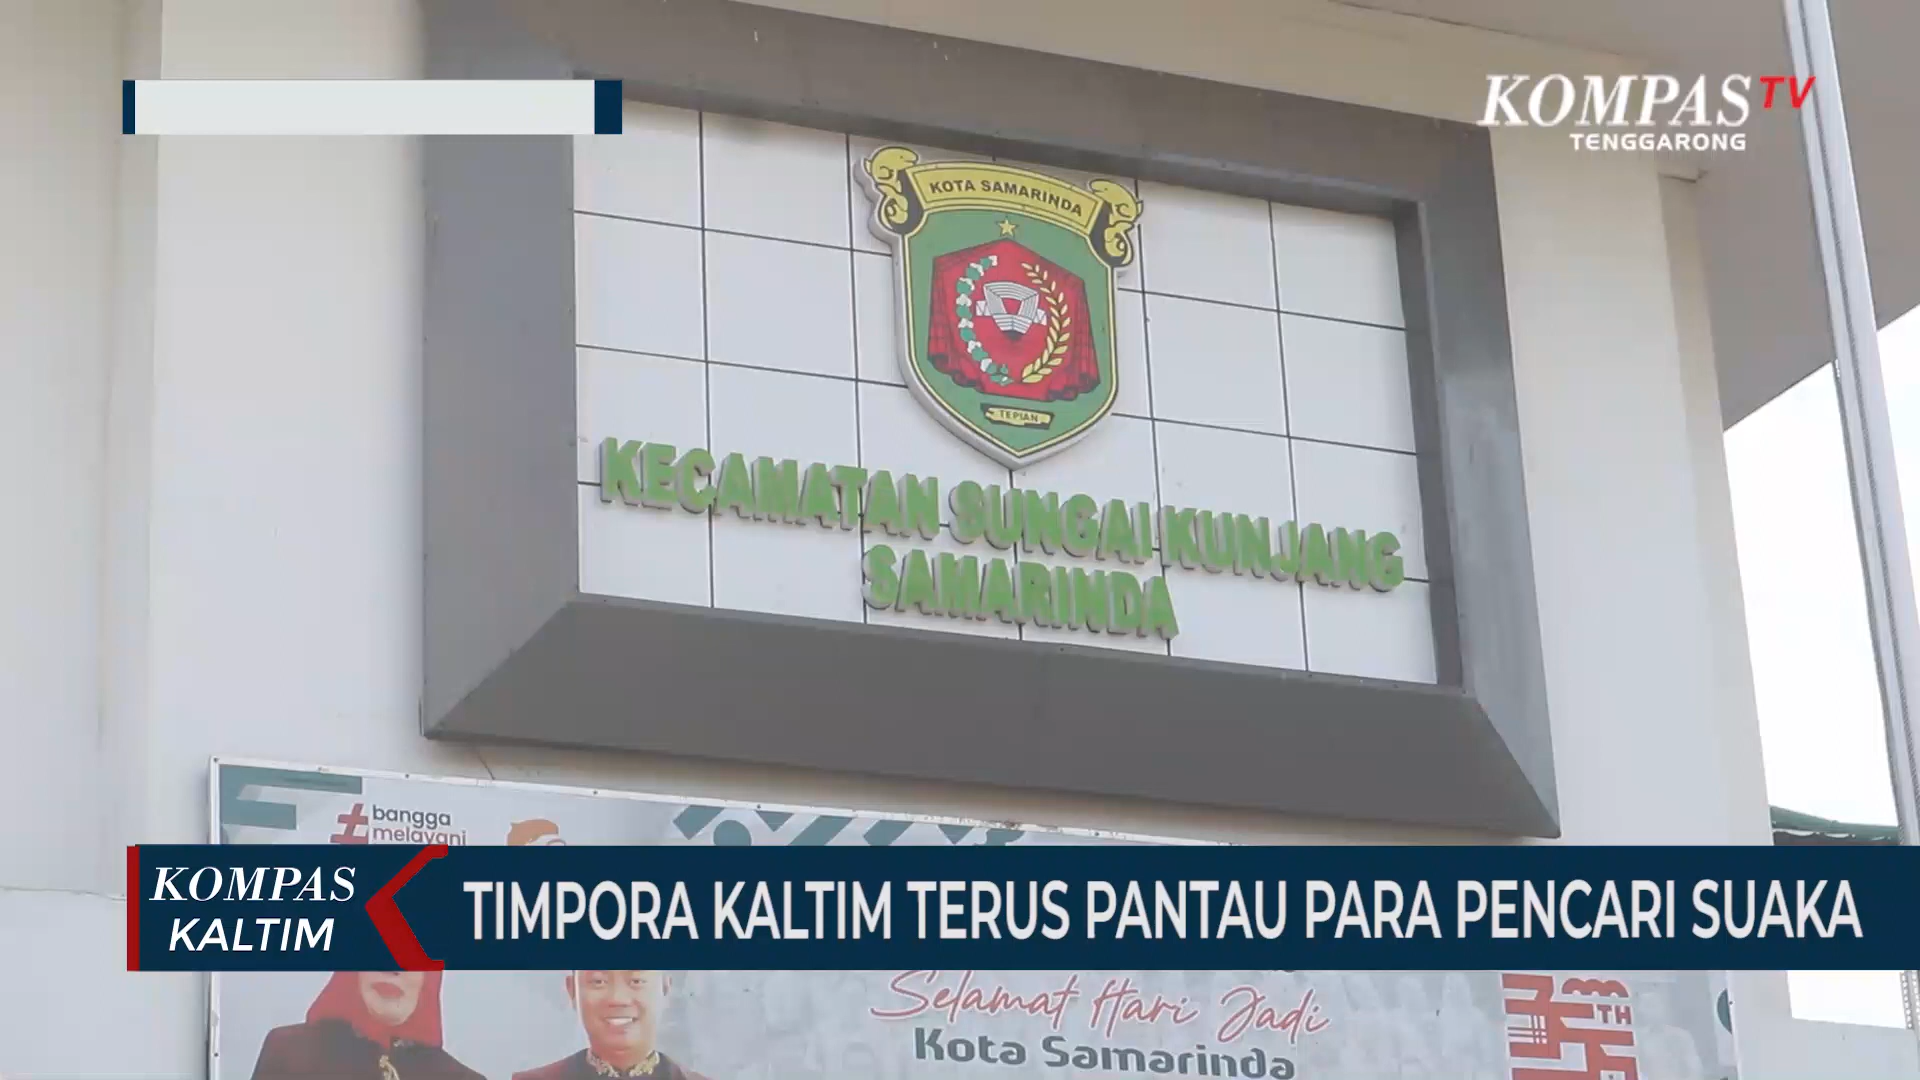 KOMPAS TV
TENGGARONG
KOTA SAMARINDA
TEPIAN
KECAMATAN SUNGAI KUNJANG
SAMARINDA
bangga
melayani
KOMPAS
KALTIM
TIMPORA KALTIM TERUS PANTAU PARA PENCARI SUAKA
Selamat Hari Jadi
Kota Samarinda
TH